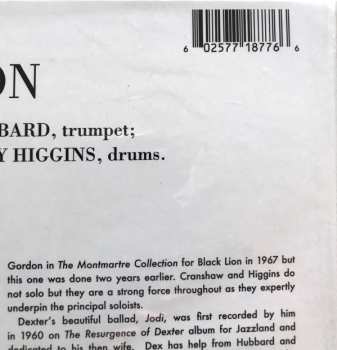 6 02577 18776 6
ON
BARD, trumpet;
Y HIGGINS, drums.
Gordon in The Montmartre Collection for Black Lion in 1967 but
this one was done two years earlier. Cranshaw and Higgins do
not solo but they are a strong force throughout as they expertly
underpin the principal soloists.
Dexter's beautiful ballad, Jodi, was first recorded by him
in 1960 on The Resurgence of Dexter album for Jazzland and
dedicated to his then wife. Dex has help from Hubbard and